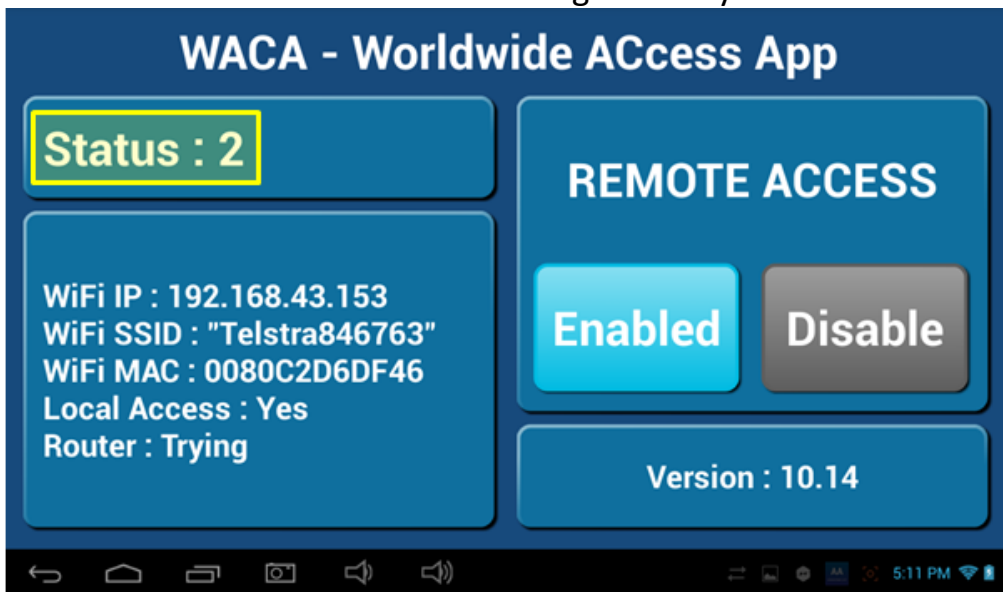 WACA - Worldwide ACcess App
Status : 2
WiFi IP : 192.168.43.153
WiFi SSID : "Telstra846763"
WiFi MAC : 0080C2D6DF46
Local Access : Yes
Router : Trying
REMOTE ACCESS
Enabled Disable
Version : 10.14
AA 5:11 PM